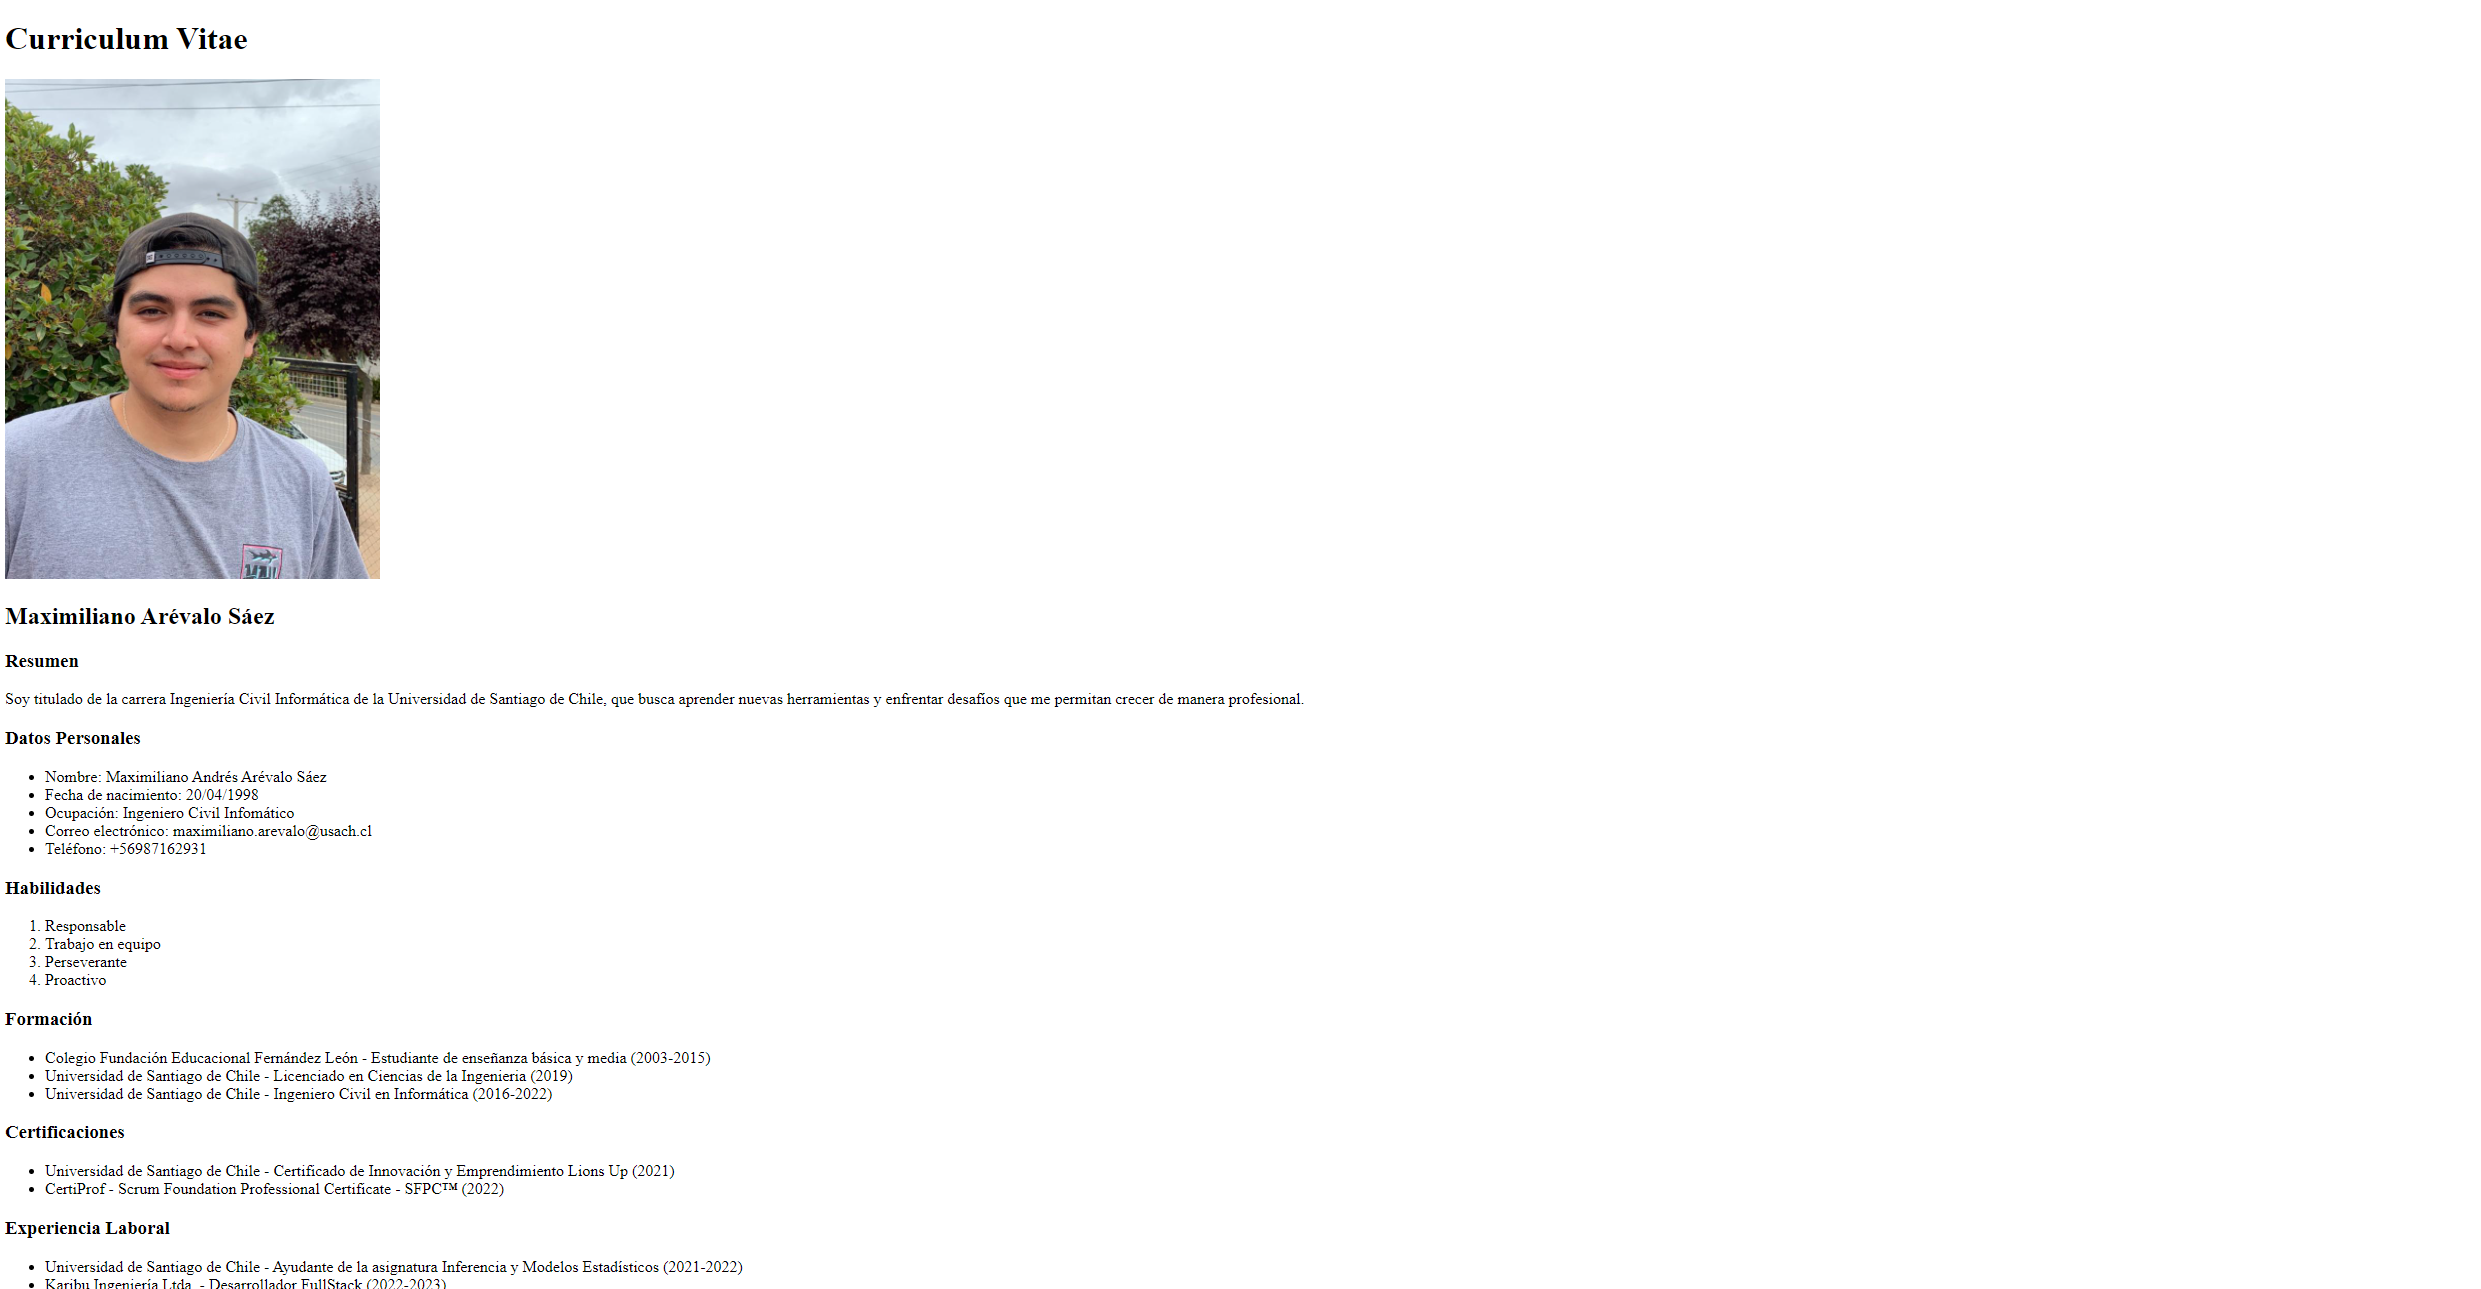 Curriculum Vitae
Maximiliano Arévalo Sáez
Resumen
Soy titulado de la carrera Ingeniería Civil Informática de la Universidad de Santiago de Chile, que busca aprender nuevas herramientas y enfrentar desafíos que me permitan crecer de manera profesional.
Datos Personales
• Nombre: Maximiliano Andrés Arévalo Sáez
• Fecha de nacimiento: 20/04/1998
• Ocupación: Ingeniero Civil Infomático
• Correo electrónico: maximiliano.arevalo@usach.cl
• Teléfono: +56987162931
Habilidades
1. Responsable
2. Trabajo en equipo
3. Perseverante
4. Proactivo
Formación
• Colegio Fundación Educacional Fernández León - Estudiante de enseñanza básica y media (2003-2015)
• Universidad de Santiago de Chile - Licenciado en Ciencias de la Ingenieria (2019)
• Universidad de Santiago de Chile - Ingeniero Civil en Informática (2016-2022)
Certificaciones
• Universidad de Santiago de Chile - Certificado de Innovación y Emprendimiento Lions Up (2021)
• CertiProf - Scrum Foundation Professional Certificate - SFPC™ (2022)
Experiencia Laboral
• Universidad de Santiago de Chile - Ayudante de la asignatura Inferencia y Modelos Estadísticos (2021-2022)
• Karibu Ingeniería Ltda. - Desarrollador FullStack (2022-2023)